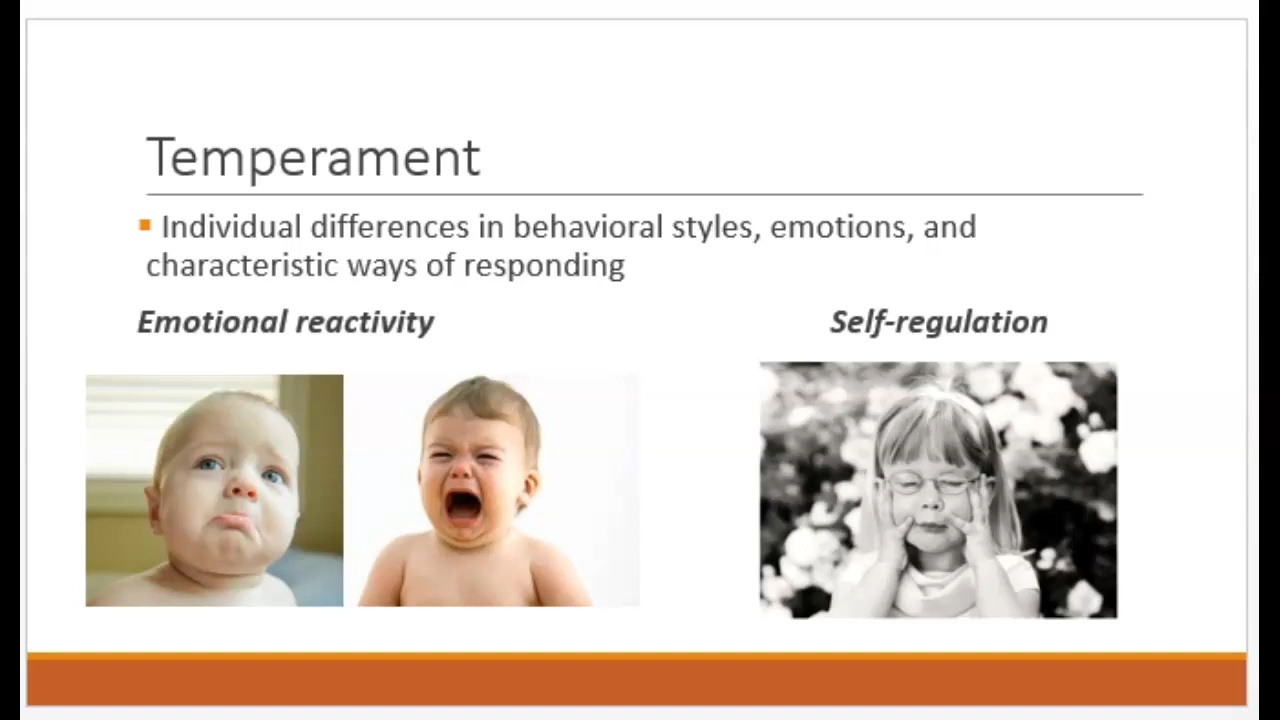 Temperament
Individual differences in behavioral styles, emotions, and
characteristic ways of responding
Emotional reactivity
Self-regulation